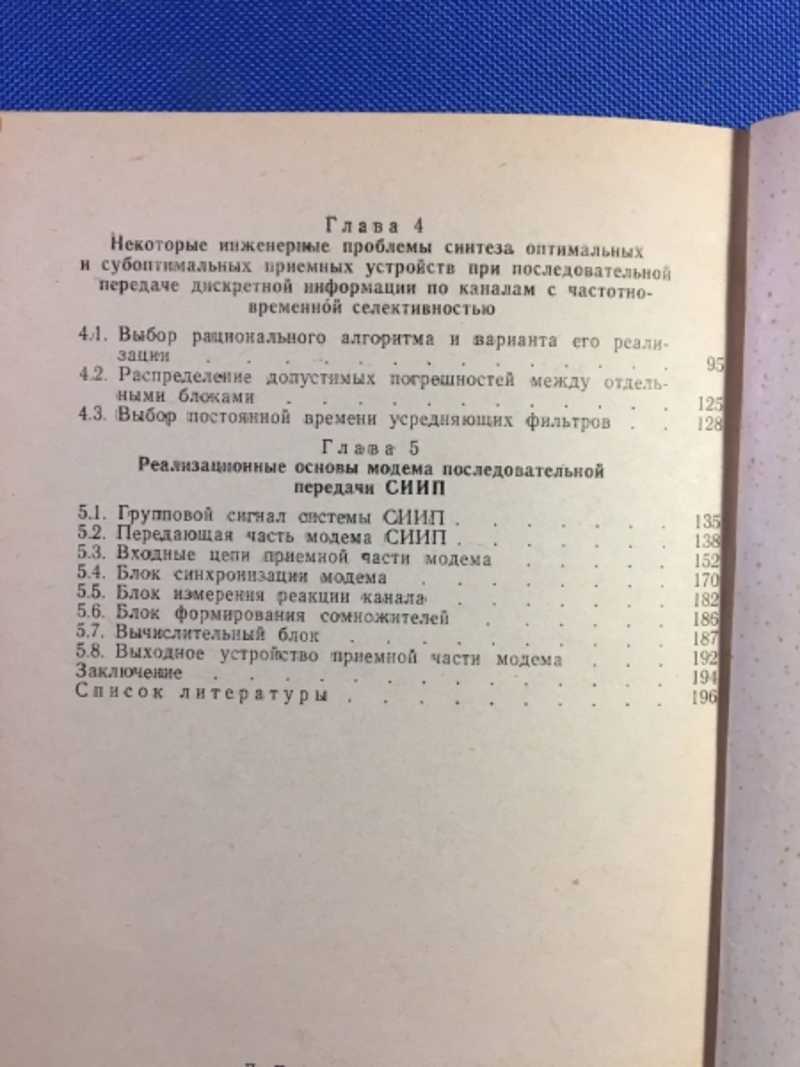 Глава 4
Некоторые инженерные проблемы синтеза оптимальных
и субоптимальных приемных устройств при последовательной
передаче дискретной информации по каналам с частотно-
временной селективностью
4.1. Выбор рационального алгоритма и варианта его реали-
зации . . . . . . . . . . . . 95
4.2. Распределение допустимых погрешностей между отдель-
ными блоками . . . . . . . . . . 125
4.3. Выбор постоянной времени усредняющих фильтров . . 128
Глава 5
Реализационные основы модема последовательной
передачи СИИП
5.1. Групповой сигнал системы СИИП . . . . . . . 135
5.2. Передающая часть модема СИИП . . . . . . . 138
5.3. Входные цепи приемной части модема . . . . . 152
5.4. Блок синхронизации модема . . . . . . . 170
5.5. Блок измерения реакции канала . . . . . . 182
5.6. Блок формирования сомножителей . . . . . . 186
5.7. Вычислительный блок . . . . . . . . . 187
5.8. Выходное устройство приемной части модема . . . 192
Заключение . . . . . . . . . . . . 194
Список литературы . . . . . . . . . 196